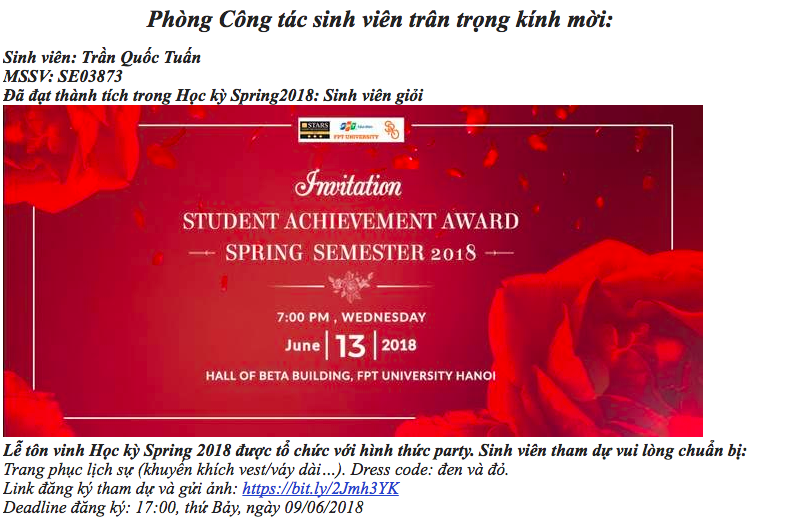 Phòng Công tác sinh viên trân trọng kính mời:
Sinh viên: Trần Quốc Tuấn
MSSV: SE03873
Đã đạt thành tích trong Học kỳ Spring2018: Sinh viên giỏi
STARS
FPT Education
FPT UNIVERSITY
Invitation
STUDENT ACHIEVEMENT AWARD
SPRING SEMESTER 2018
7:00 PM , WEDNESDAY
June 13 2018
HALL OF BETA BUILDING, FPT UNIVERSITY HANOI
Lễ tôn vinh Học kỳ Spring 2018 được tổ chức với hình thức party. Sinh viên tham dự vui lòng chuẩn bị:
Trang phục lịch sự (khuyến khích vest/váy dài…). Dress code: đen và đỏ.
Link đăng ký tham dự và gửi ảnh: https://bit.ly/2Jmh3YK
Deadline đăng ký: 17:00, thứ Bảy, ngày 09/06/2018